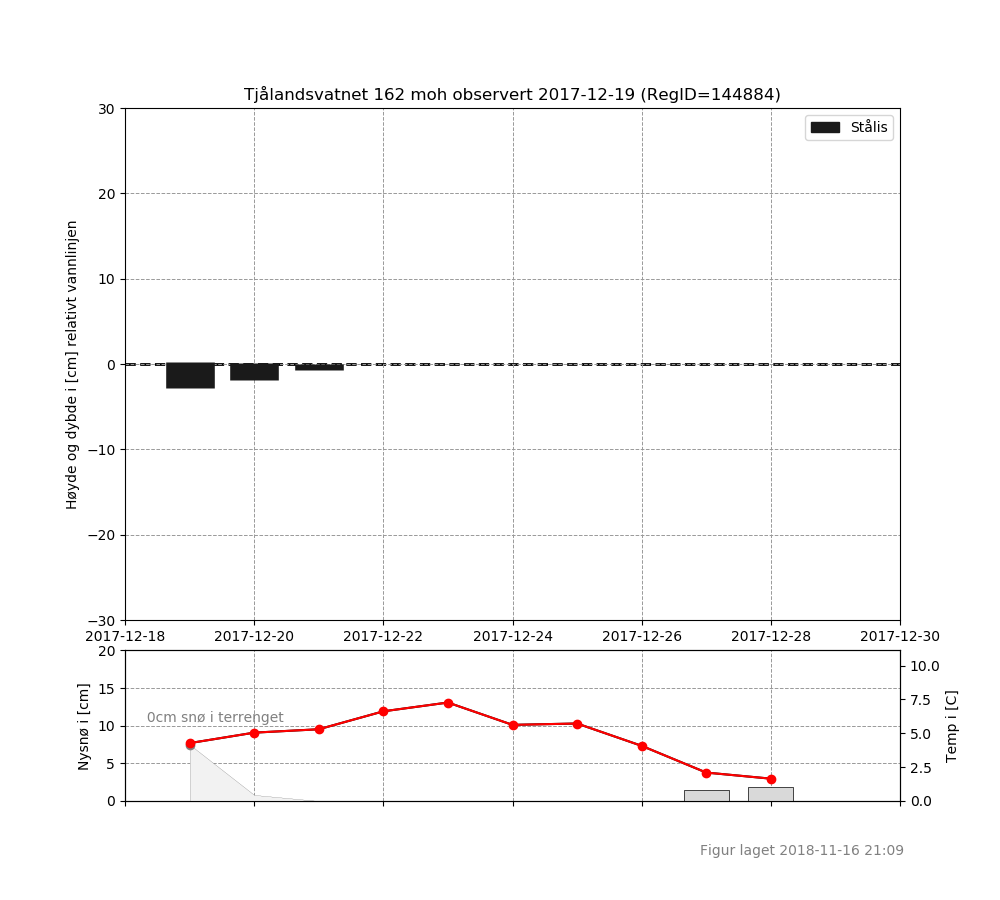 Tjålandsvatnet 162 moh observert 2017-12-19 (RegID=144884)
Stålis
Høyde og dybde i [cm] relativt vannlinjen
30
20
10
0
−10
−20
−30
2017-12-18 2017-12-20 2017-12-22 2017-12-24 2017-12-26 2017-12-28 2017-12-30
Nysnø i [cm]
20
15
10
5
0
0cm snø i terrenget
10.0
7.5
5.0
2.5
0.0
Temp i [C]
Figur laget 2018-11-16 21:09